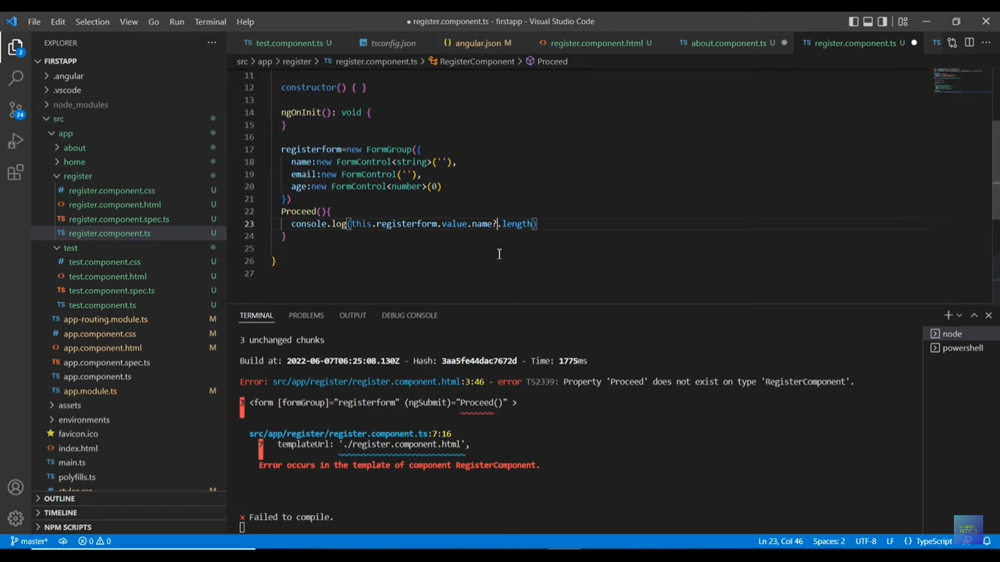 File Edit Selection View Go Run Terminal Help
● register.component.ts - firstapp - Visual Studio Code
EXPLORER
FIRSTAPP
.angular
.vscode
node_modules
src
app
about
home
register
register.component.css U
register.component.html U
register.component.spec.ts U
register.component.ts U
test
test.component.css U
test.component.html U
test.component.spec.ts U
test.component.ts U
app-routing.module.ts M
app.component.css M
app.component.html M
app.component.spec.ts
app.component.ts
app.module.ts M
assets
environments
favicon.ico
index.html
main.ts
polyfills.ts
styles.css M
OUTLINE
TIMELINE
NPM SCRIPTS
2
24
TS test.component.ts U
tsconfig.json
{} angular.json M
<> register.component.html U
TS about.component.ts U
TS register.component.ts U
TS
src > app > register > TS register.component.ts > RegisterComponent > Proceed
11
12 constructor() { }
13
14 ngOnInit(): void {
15 }
16
17 registerform=new FormGroup({
18 name:new FormControl<string>(''),
19 email:new FormControl(''),
20 age:new FormControl<number>(0)
21 })
22 Proceed(){
23 console.log(this.registerform.value.name?.length)
24 }
25
26 }
27
TERMINAL PROBLEMS OUTPUT DEBUG CONSOLE
3 unchanged chunks
Build at: 2022-06-07T06:25:08.130Z - Hash: 3aa5fe44dac7672d - Time: 1775ms
Error: src/app/register/register.component.html:3:46 - error TS2339: Property 'Proceed' does not exist on type 'RegisterComponent'.
3 <form [formGroup]="registerform" (ngSubmit)="Proceed()" >
src/app/register/register.component.ts:7:16
7 templateUrl: './register.component.html',
Error occurs in the template of component RegisterComponent.
× Failed to compile.
node
powershell
master* ⊗ 0 ⚠ 0
Ln 23, Col 46 Spaces: 2 UTF-8 LF {} TypeScript